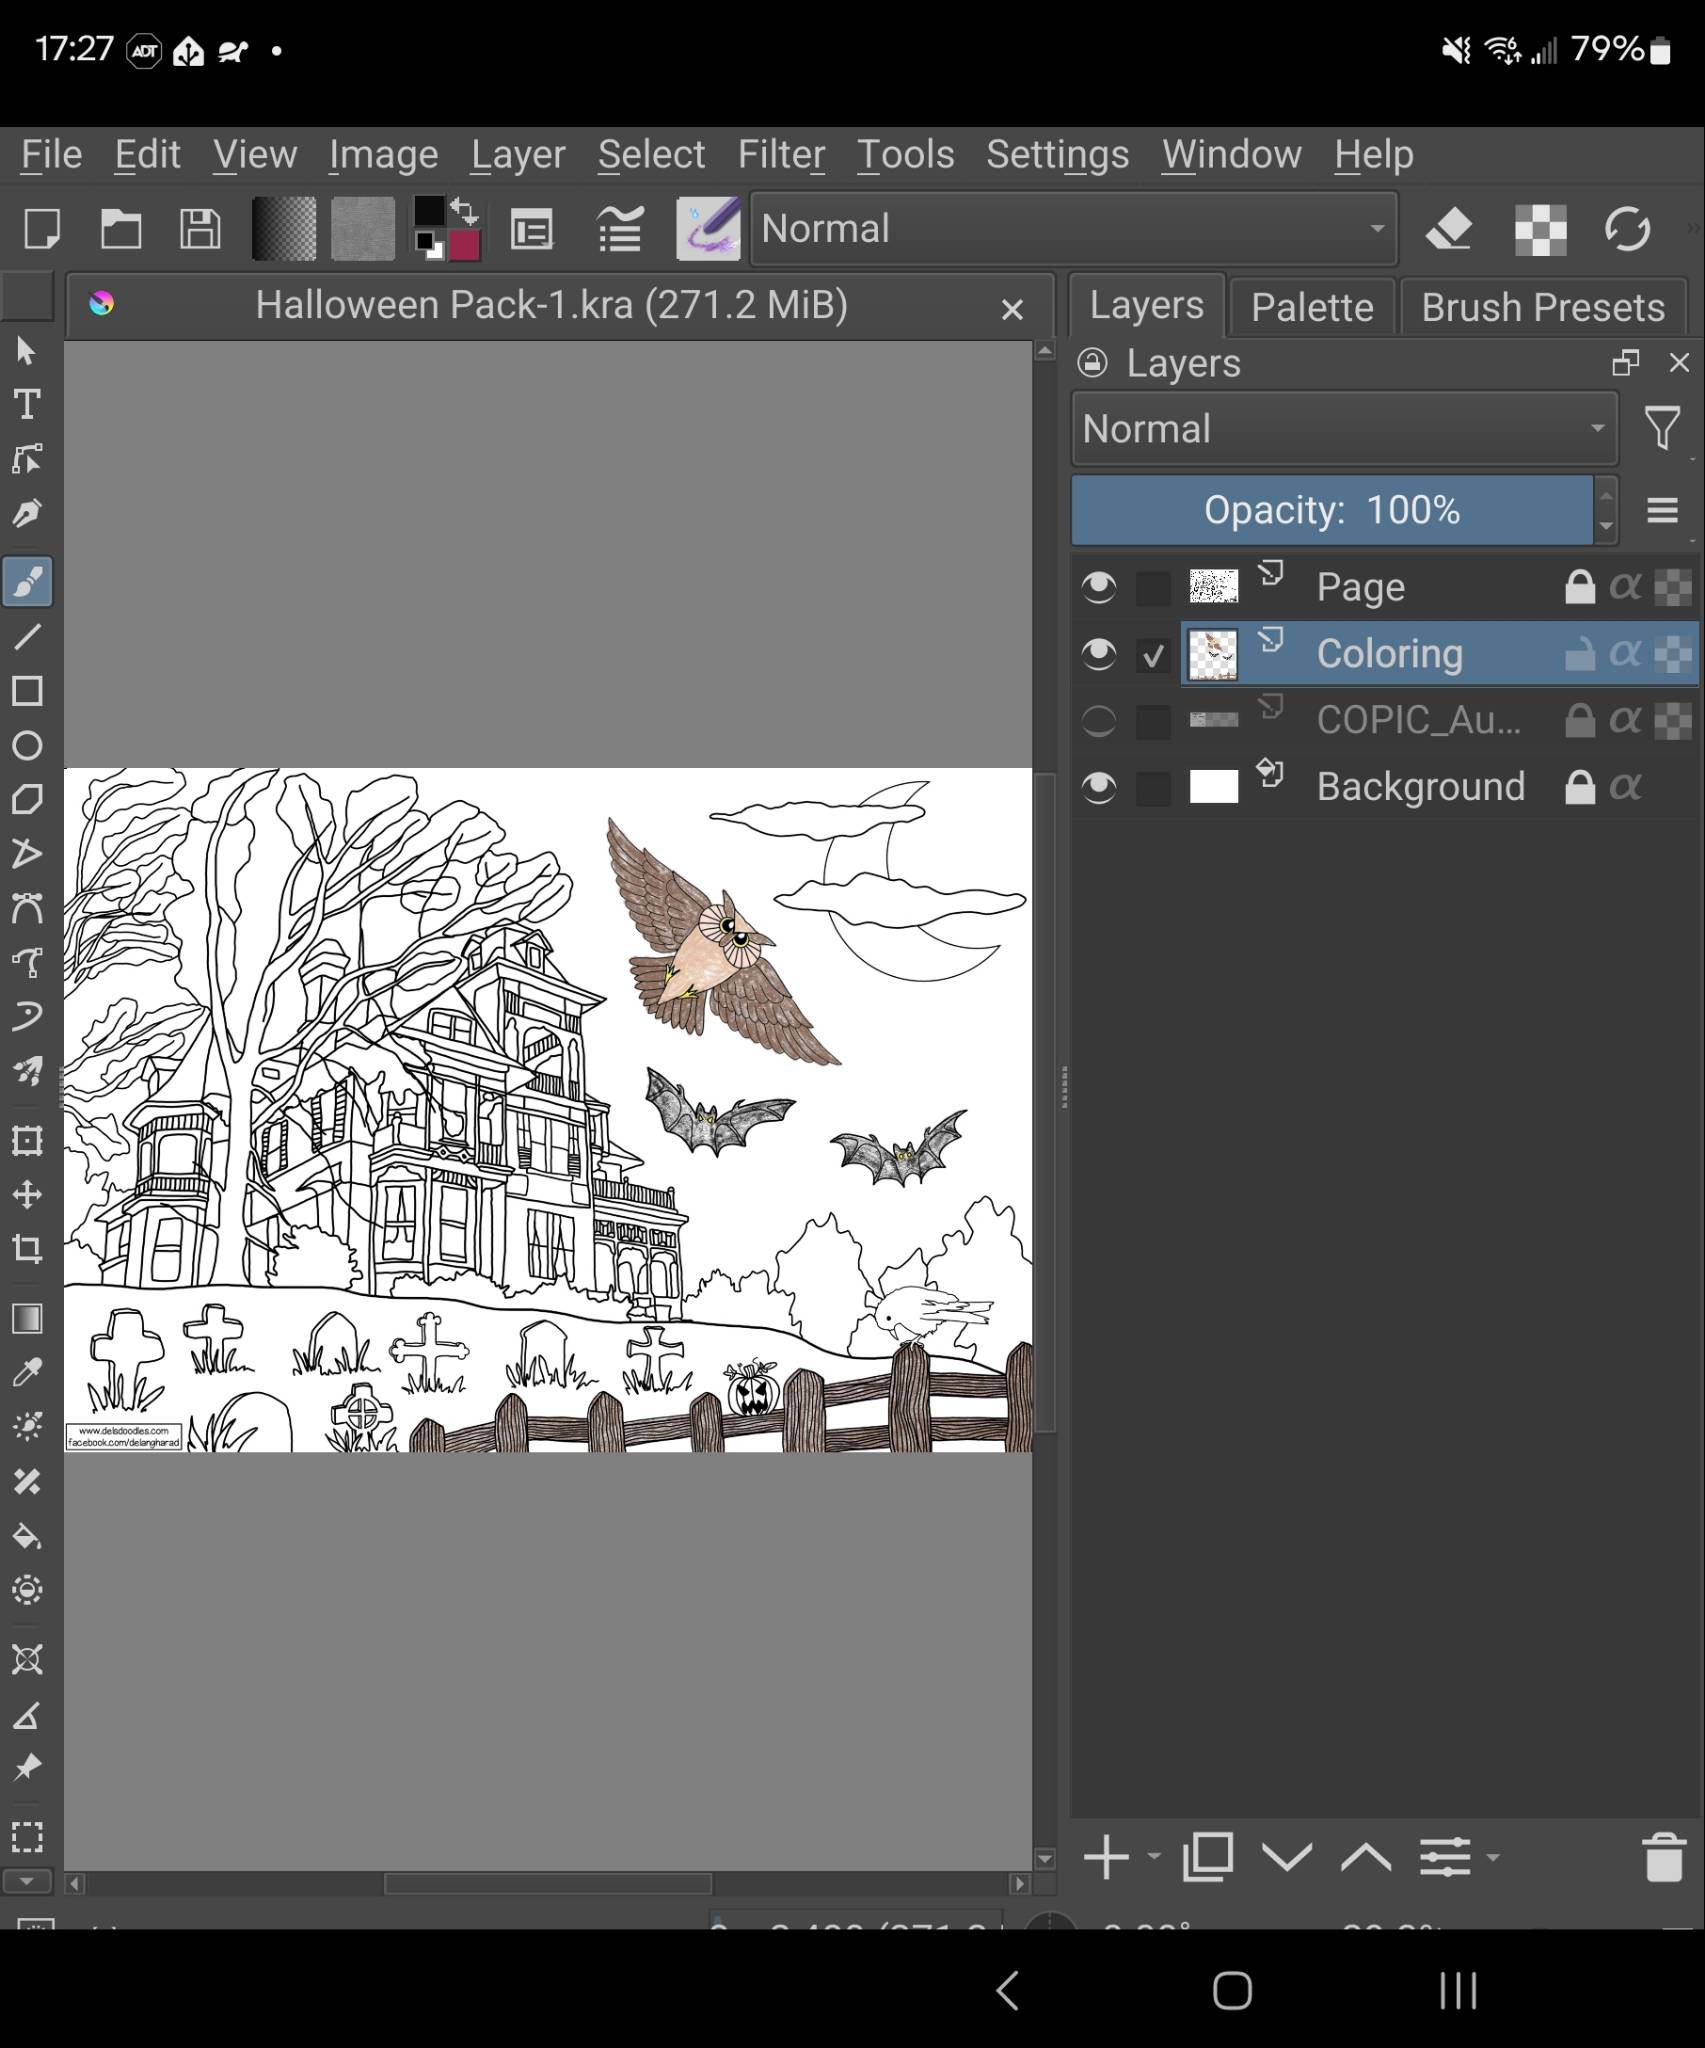 17:27 ADT 79%
File Edit View Image Layer Select Filter Tools Settings Window Help
Normal
Halloween Pack-1.kra (271.2 MiB)
Layers Palette Brush Presets
Layers
Normal
Opacity: 100%
Page
Coloring
COPIC_Au...
Background
www.delsdoodles.com
facebook.com/delangharad